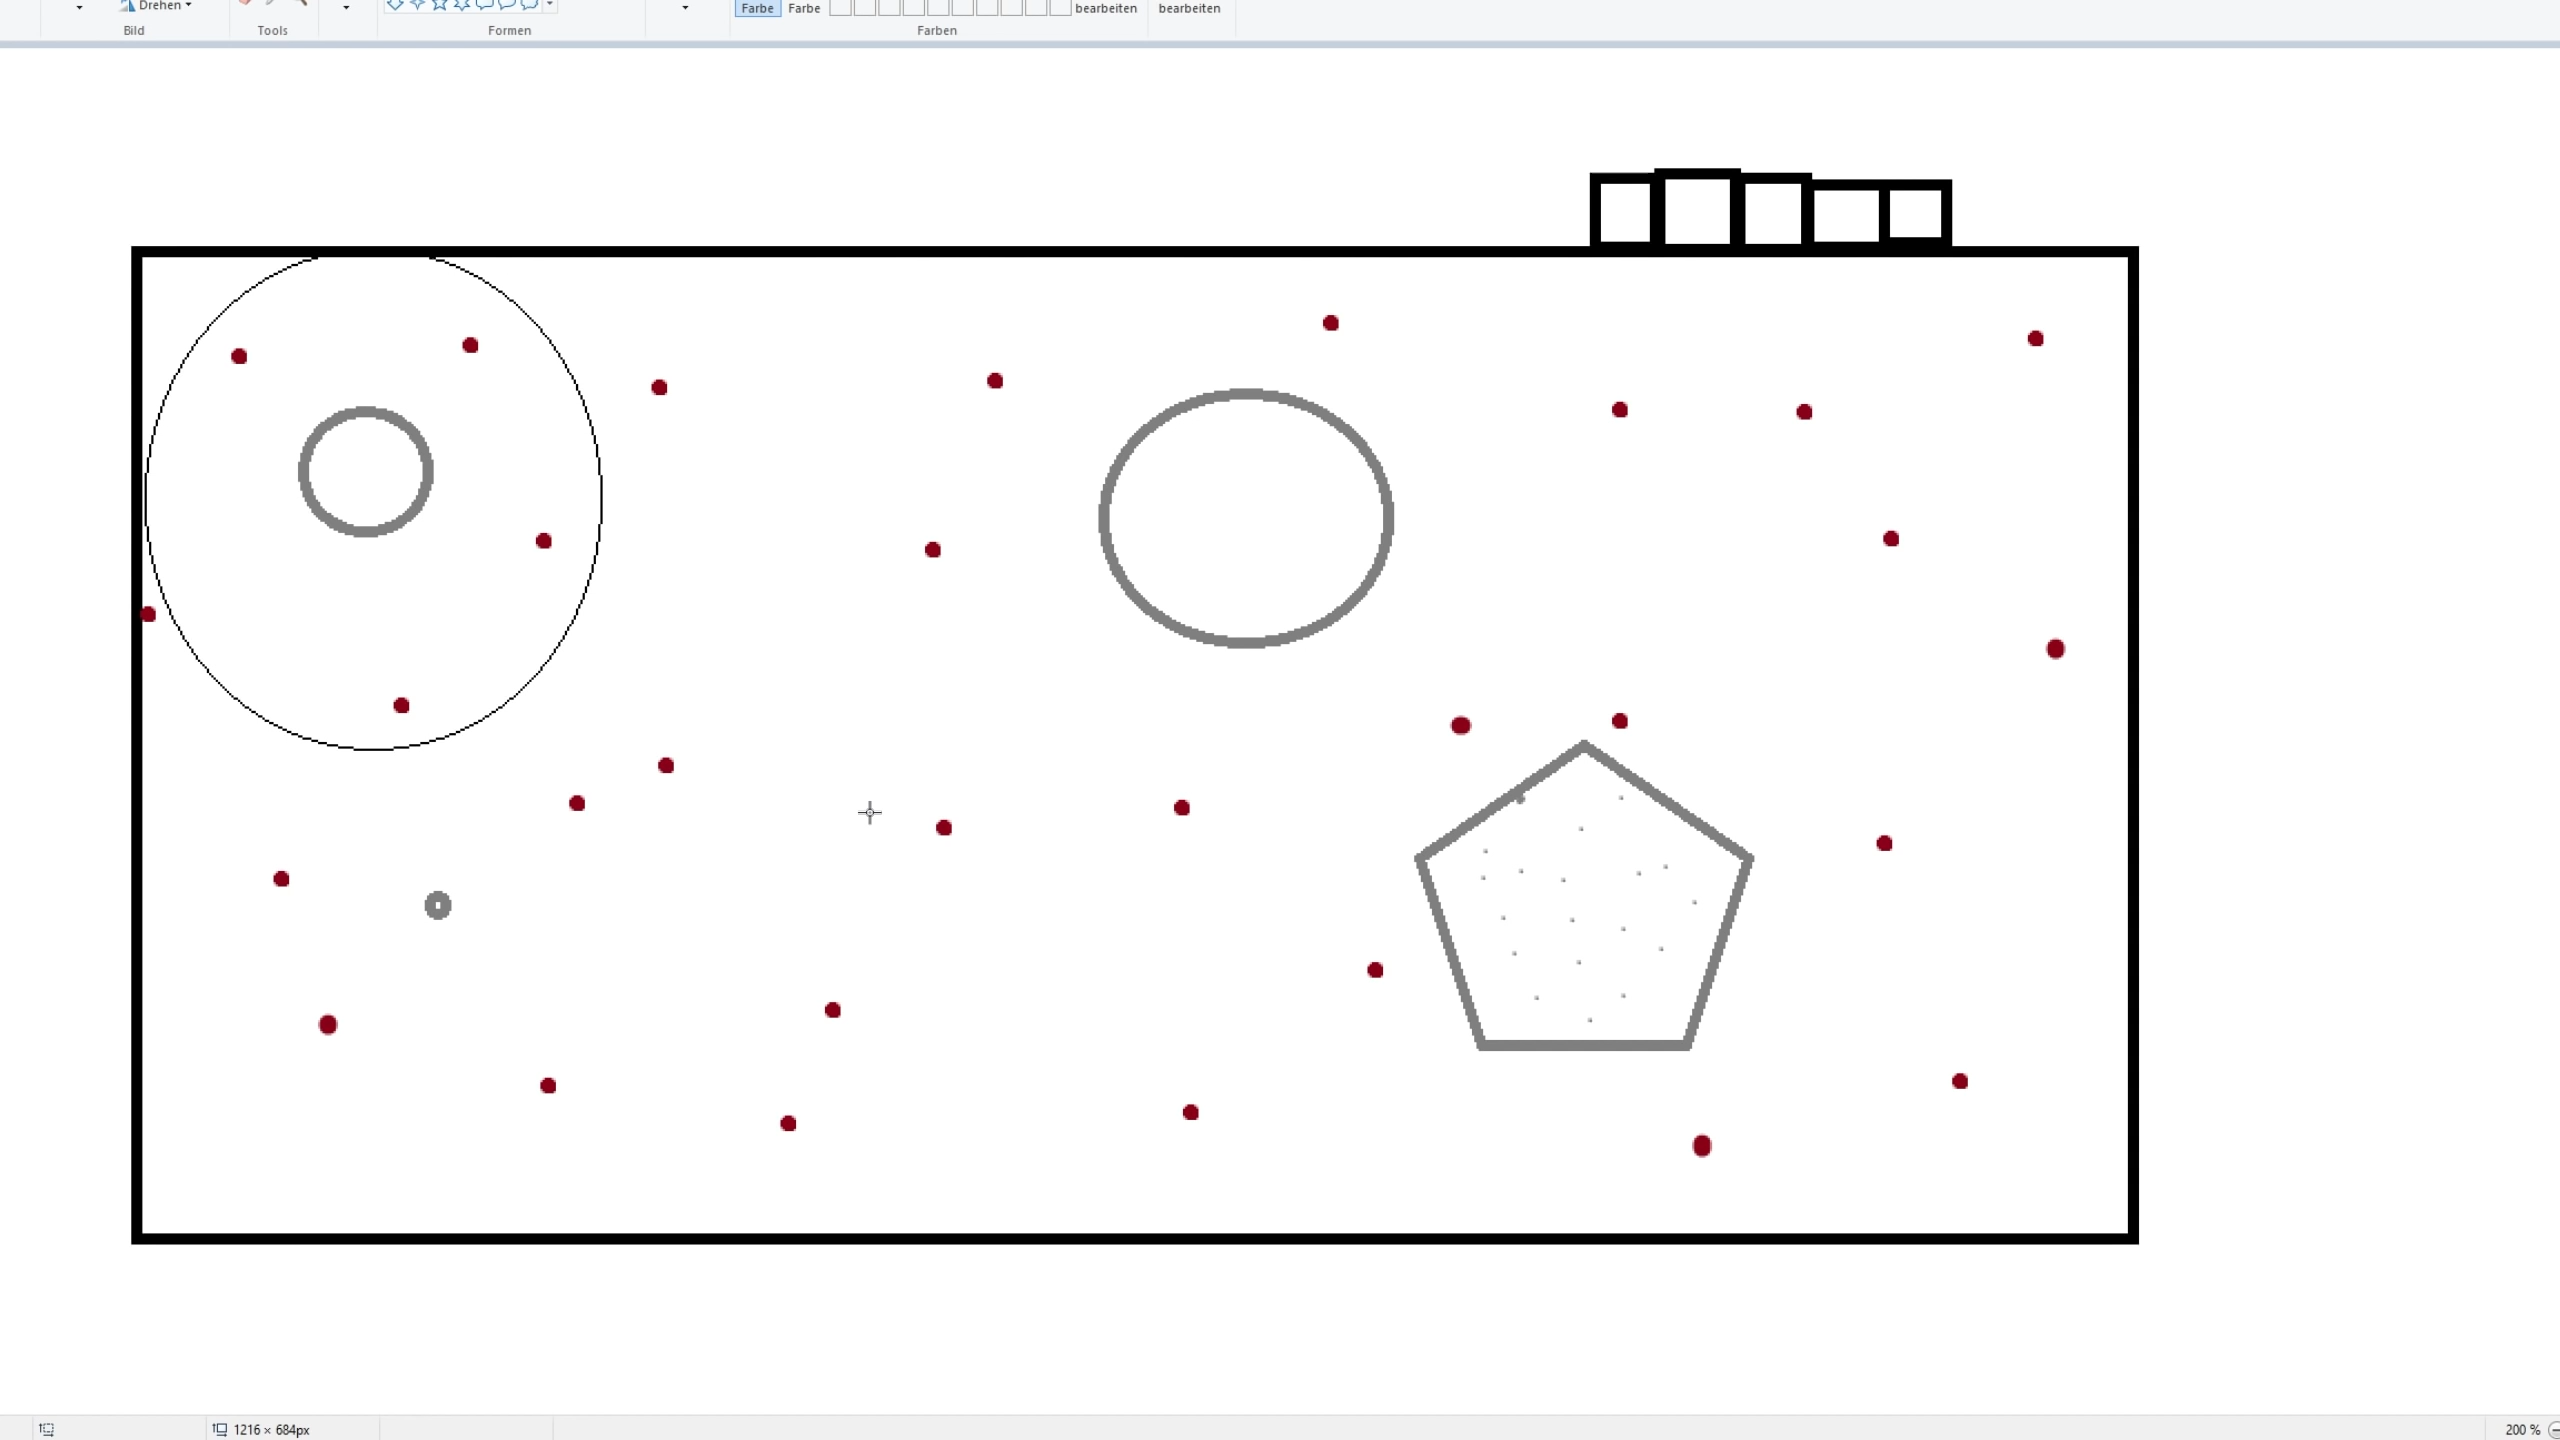 Drehen
Farbe Farbe bearbeiten bearbeiten
Bild Tools Formen Farben
1216 × 684px 200 %